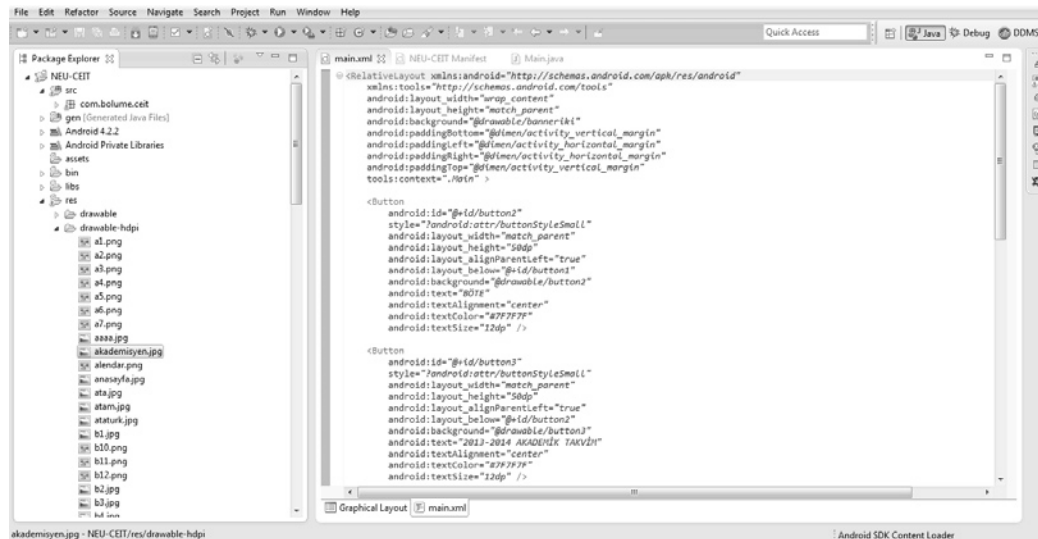 File Edit Refactor Source Navigate Search Project Run Window Help
Quick Access
Java
Debug
DDMS
Package Explorer
NEU-CEIT
src
com.bolume.ceit
gen [Generated Java Files]
Android 4.2.2
Android Private Libraries
assets
bin
libs
res
drawable
drawable-hdpi
a1.png
a2.png
a3.png
a4.png
a5.png
a6.png
a7.png
aaaa.jpg
akademisyen.jpg
alendar.png
anasayfa.jpg
ata.jpg
atam.jpg
ataturk.jpg
b1.jpg
b10.png
b11.png
b12.png
b2.jpg
b3.jpg
main.xml NEU-CEIT Manifest Main.java
<RelativeLayout xmlns:android="http://schemas.android.com/apk/res/android"
xmlns:tools="http://schemas.android.com/tools"
android:layout_width="wrap_content"
android:layout_height="match_parent"
android:background="@drawable/banneriki"
android:paddingBottom="@dimen/activity_vertical_margin"
android:paddingLeft="@dimen/activity_horizontal_margin"
android:paddingRight="@dimen/activity_horizontal_margin"
android:paddingTop="@dimen/activity_vertical_margin"
tools:context=".Main" >
<Button
android:id="@+id/button2"
style="?android:attr/buttonStyleSmall"
android:layout_width="match_parent"
android:layout_height="50dp"
android:layout_alignParentLeft="true"
android:layout_below="@+id/button1"
android:background="@drawable/button2"
android:text="BÖTE"
android:textAlignment="center"
android:textColor="#7F7F7F"
android:textSize="12dp" />
<Button
android:id="@+id/button3"
style="?android:attr/buttonStyleSmall"
android:layout_width="match_parent"
android:layout_height="50dp"
android:layout_alignParentLeft="true"
android:layout_below="@+id/button2"
android:background="@drawable/button3"
android:text="2013-2014 AKADEMİK TAKVİM"
android:textAlignment="center"
android:textColor="#7F7F7F"
android:textSize="12dp" />
Graphical Layout main.xml
akademisyen.jpg - NEU-CEIT/res/drawable-hdpi
Android SDK Content Loader